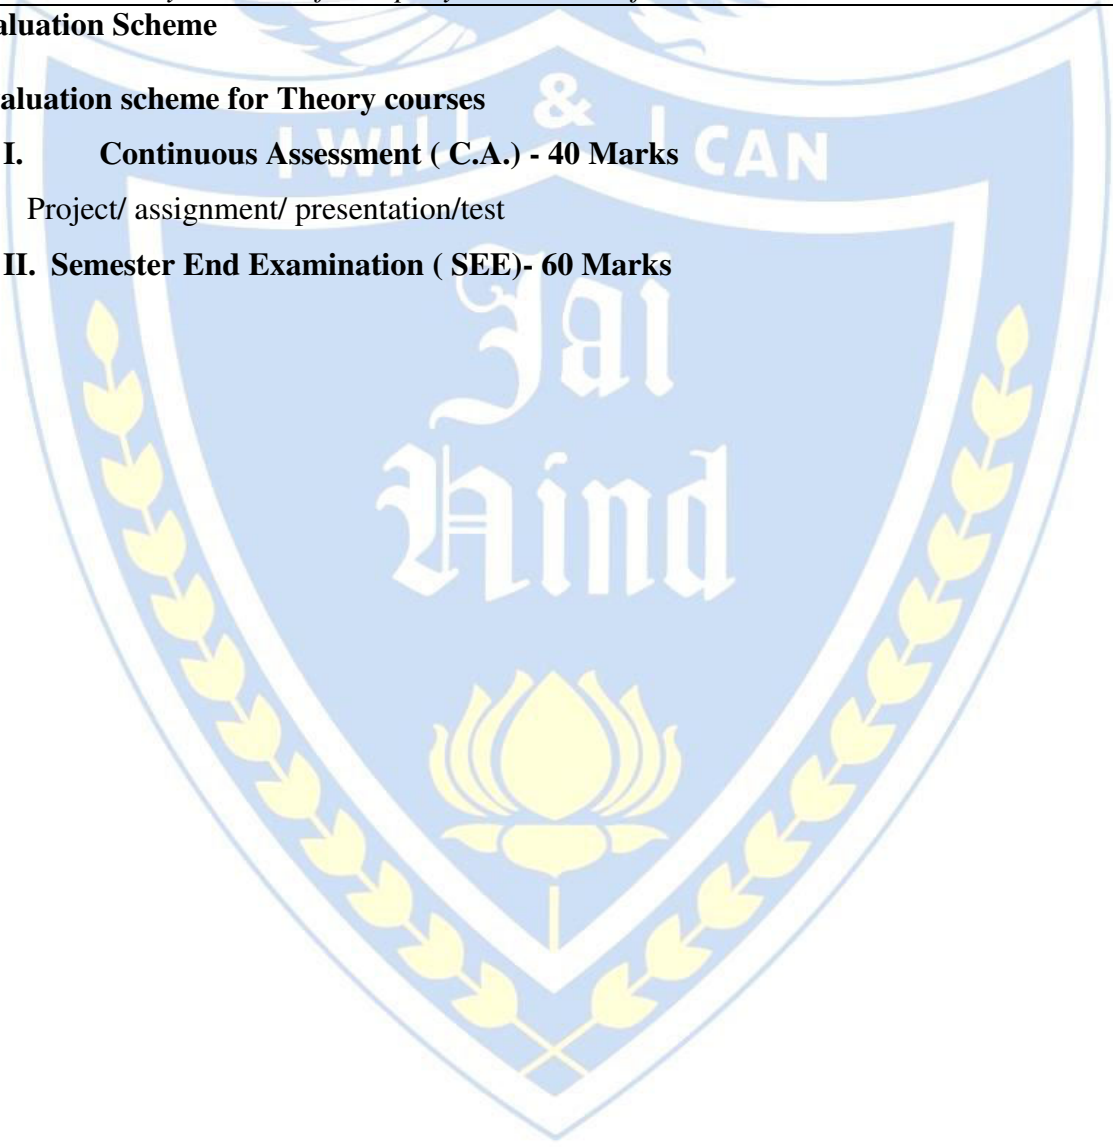 aluation Scheme
aluation scheme for Theory courses
I. Continuous Assessment ( C.A.) - 40 Marks
Project/ assignment/ presentation/test
II. Semester End Examination ( SEE)- 60 Marks
I WILL & I CAN
Jai
Hind